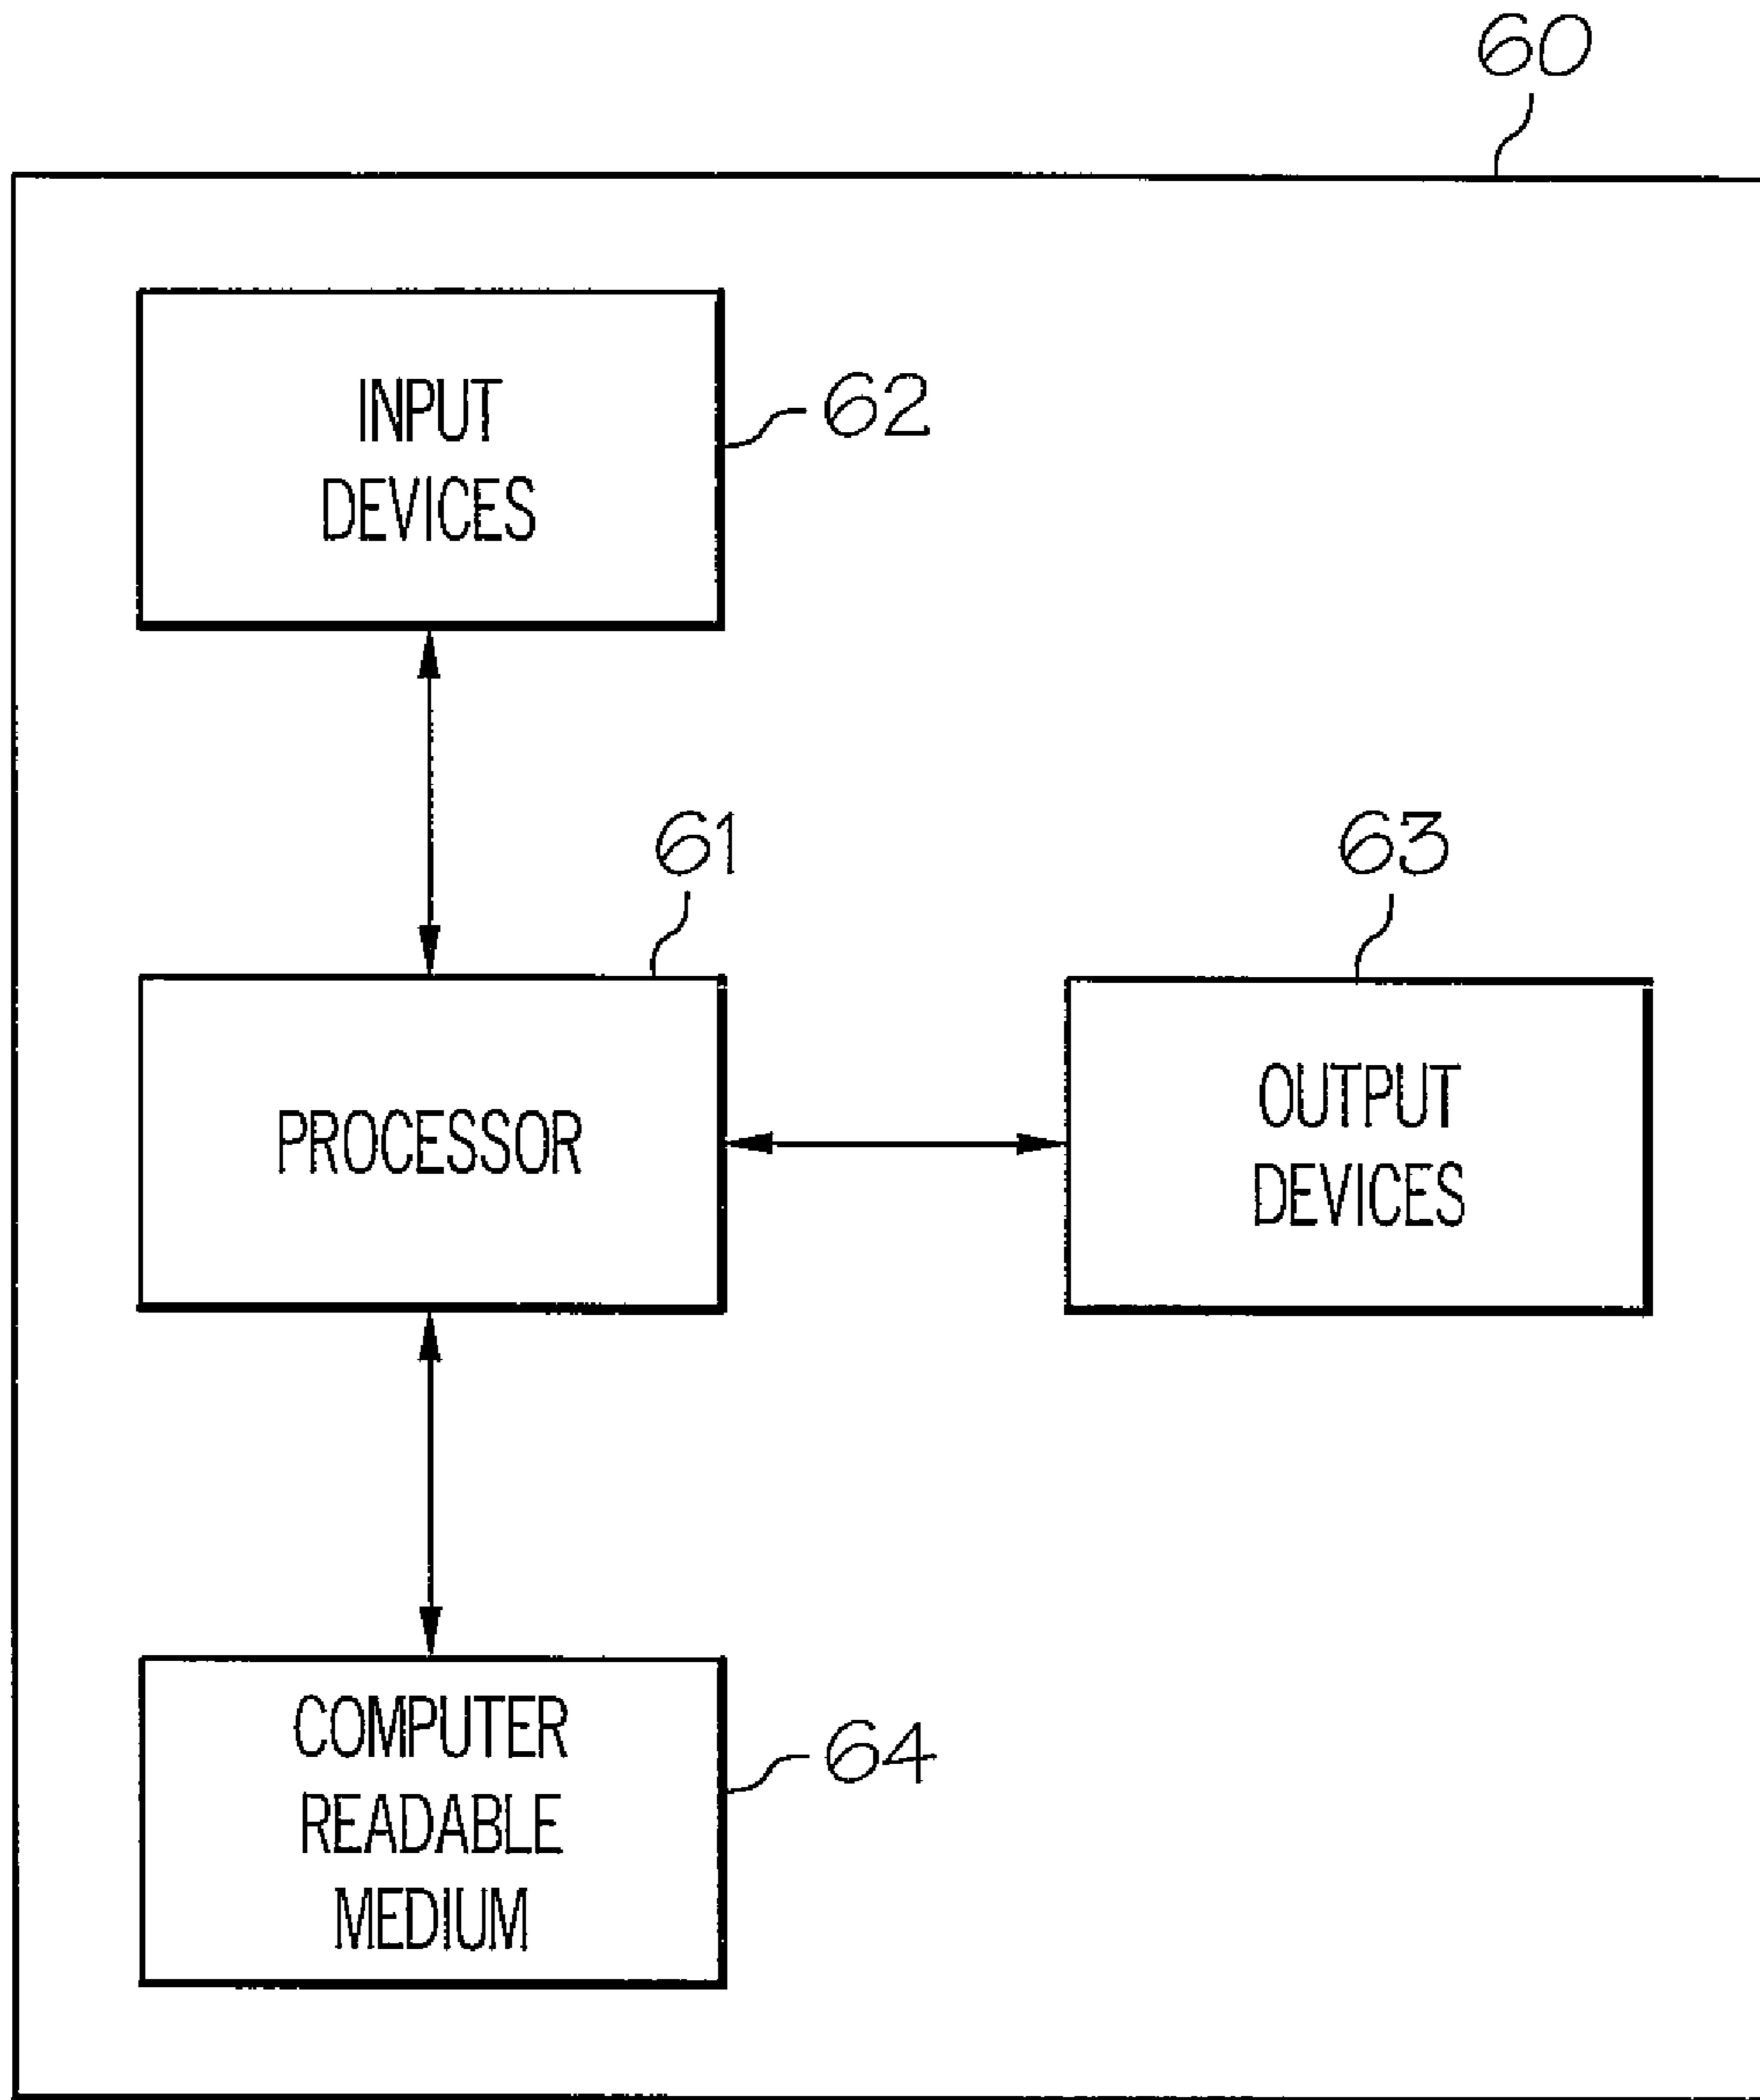 60
INPUT
DEVICES
62
61
63
PROCESSOR
OUTPUT
DEVICES
COMPUTER
READABLE
MEDIUM
64